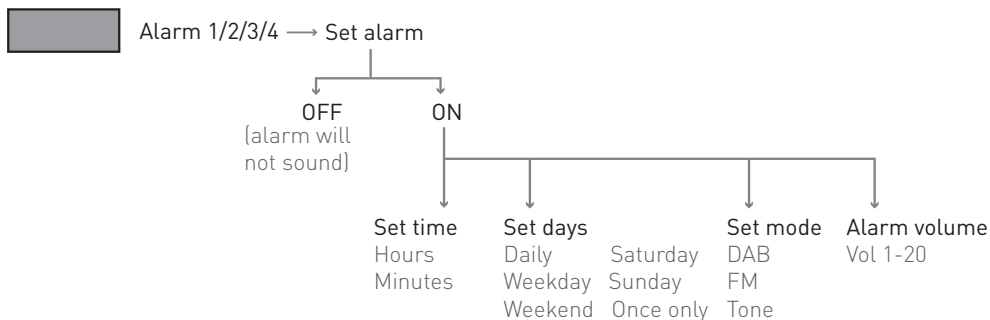 Alarm 1/2/3/4 → Set alarm
OFF
(alarm will
not sound)
ON
Set time
Hours
Minutes
Set days
Daily Saturday
Weekday Sunday
Weekend Once only
Set mode
DAB
FM
Tone
Alarm volume
Vol 1-20